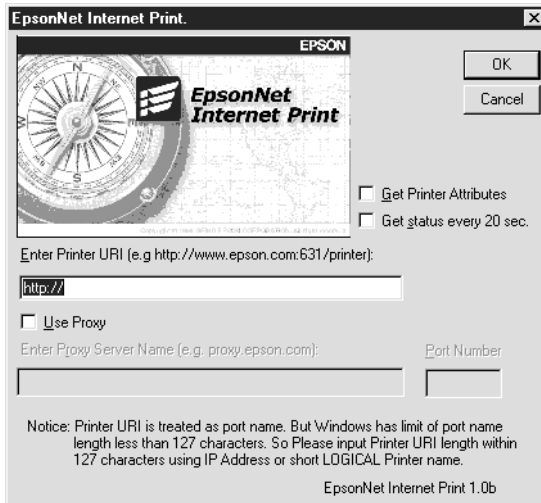 EpsonNet Internet Print.
EPSON
OK
N
EpsonNet
Internet Print
Cancel
W
Get Printer Attributes
Get status every 20 sec.
Enter Printer URI (e.g http://www.epson.com:631/printer):
http://
Use Proxy
Enter Proxy Server Name (e.g. proxy.epson.com):
Port Number
Notice: Printer URI is treated as port name. But Windows has limit of port name
length less than 127 characters. So Please input Printer URI length within
127 characters using IP Address or short LOGICAL Printer name.
EpsonNet Internet Print 1.0b